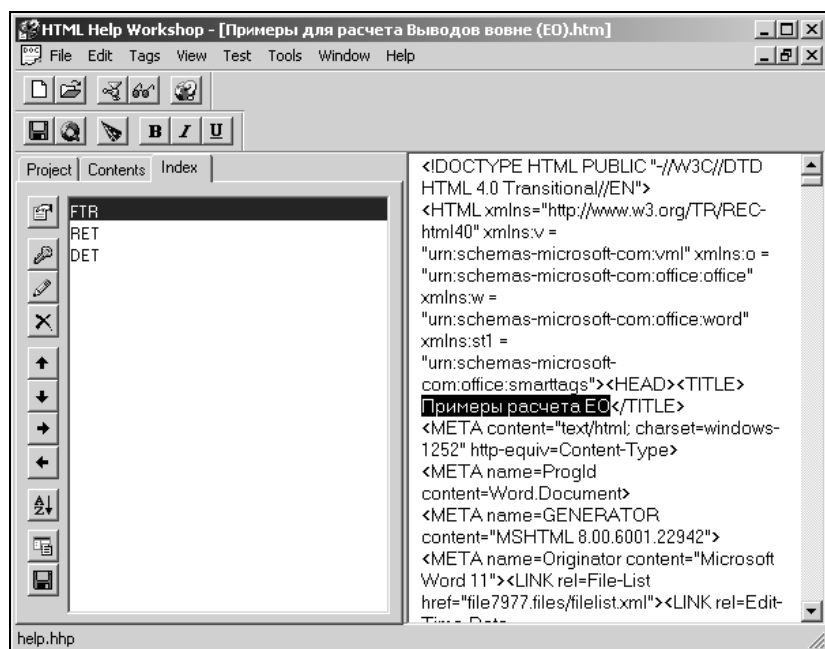 HTML Help Workshop - [Примеры для расчета Выводов вовне (ЕО).htm]
File Edit Tags View Test Tools Window Help
B I U
Project Contents Index
FTR
RET
DET
<!DOCTYPE HTML PUBLIC "-//W3C//DTD
HTML 4.0 Transitional//EN">
<HTML xmlns="http://www.w3.org/TR/REC-
html40" xmlns:v =
"urn:schemas-microsoft-com:vml" xmlns:o =
"urn:schemas-microsoft-com:office:office"
xmlns:w =
"urn:schemas-microsoft-com:office:word"
xmlns:st1 =
"urn:schemas-microsoft-
com:office:smarttags"><HEAD><TITLE>
Примеры расчета ЕО</TITLE>
<META content="text/html; charset=windows-
1252" http-equiv=Content-Type>
<META name=ProgId
content=Word.Document>
<META name=GENERATOR
content="MSHTML 8.00.6001.22942">
<META name=Originator content="Microsoft
Word 11"><LINK rel=File-List
href="file7977.files/filelist.xml"><LINK rel=Edit-
help.hhp